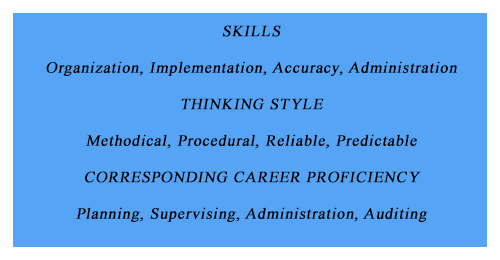 SKILLS
Organization, Implementation, Accuracy, Administration
THINKING STYLE
Methodical, Procedural, Reliable, Predictable
CORRESPONDING CAREER PROFICIENCY
Planning, Supervising, Administration, Auditing